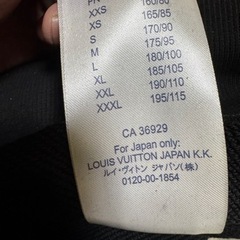 XXS 165/85
XS 165/85
S 170/90
M 175/95
L 180/100
XL 185/105
XXL 190/110
XXXL 195/115
CA 36929
For Japan only:
LOUIS VUITTON JAPAN K.K.
ルイ・ヴィトン ジャパン(株)
0120-00-1854